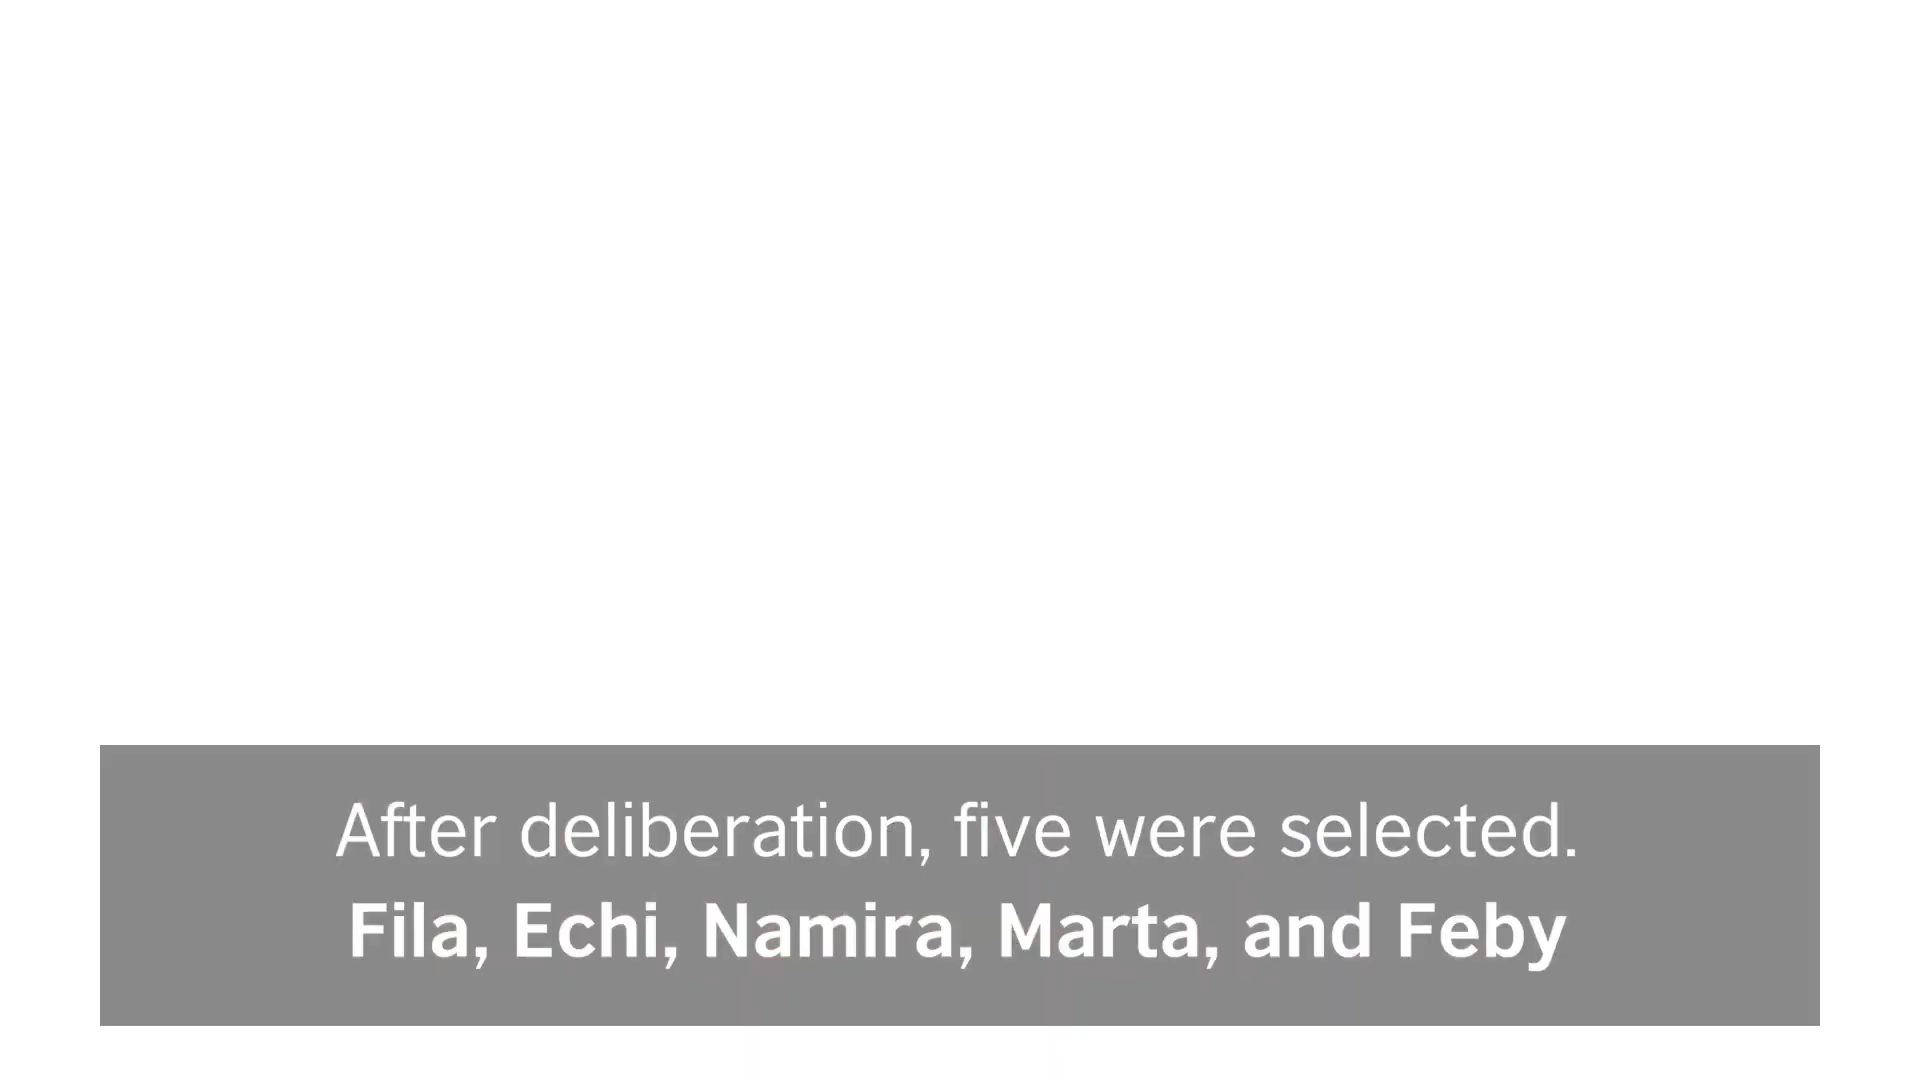 After deliberation, five were selected.
Fila, Echi, Namira, Marta, and Feby